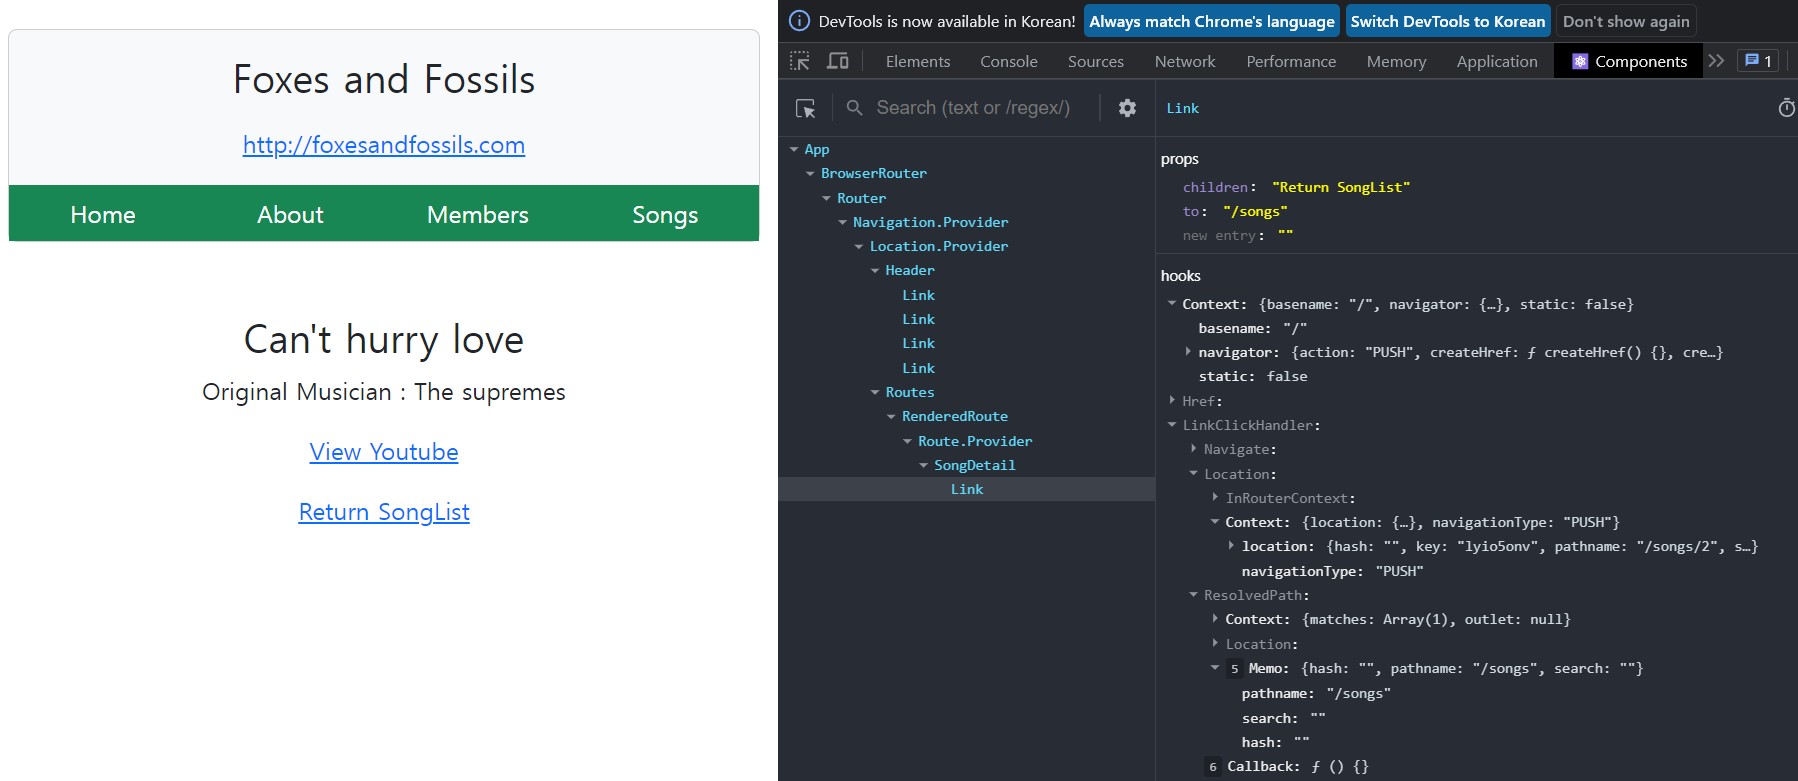 Foxes and Fossils
http://foxesandfossils.com
Home About Members Songs
Can't hurry love
Original Musician : The supremes
View Youtube
Return SongList
DevTools is now available in Korean! Always match Chrome's language Switch DevTools to Korean Don't show again
Elements Console Sources Network Performance Memory Application Components 1
Search (text or /regex/)
App
BrowserRouter
Router
Navigation.Provider
Location.Provider
Header
Link
Link
Link
Link
Routes
RenderedRoute
Route.Provider
SongDetail
Link
Link
props
children: "Return SongList"
to: "/songs"
new entry: ""
hooks
Context: {basename: "/", navigator: {…}, static: false}
basename: "/"
navigator: {action: "PUSH", createHref: ƒ createHref() {}, cre…}
static: false
Href:
LinkClickHandler:
Navigate:
Location:
InRouterContext:
Context: {location: {…}, navigationType: "PUSH"}
location: {hash: "", key: "lyio5onv", pathname: "/songs/2", s…}
navigationType: "PUSH"
ResolvedPath:
Context: {matches: Array(1), outlet: null}
Location:
5 Memo: {hash: "", pathname: "/songs", search: ""}
pathname: "/songs"
search: ""
hash: ""
6 Callback: ƒ () {}